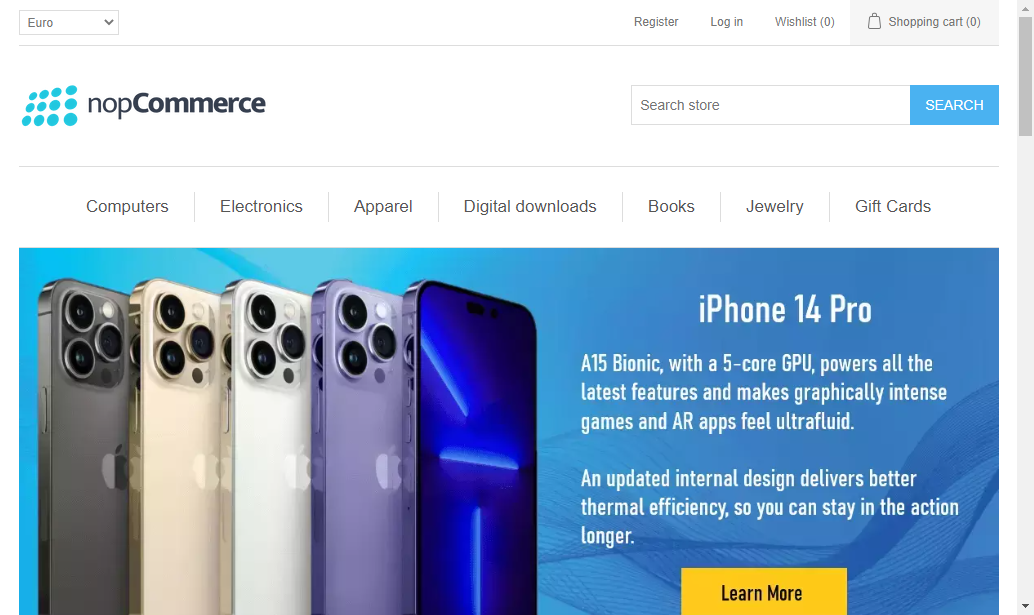 Euro
Register
Log in
Wishlist (0)
Shopping cart (0)
nopCommerce
Search store
SEARCH
Computers
Electronics
Apparel
Digital downloads
Books
Jewelry
Gift Cards
iPhone 14 Pro
A15 Bionic, with a 5-core GPU, powers all the
latest features and makes graphically intense
games and AR apps feel ultrafluid.
An updated internal design delivers better
thermal efficiency, so you can stay in the action
longer.
Learn More